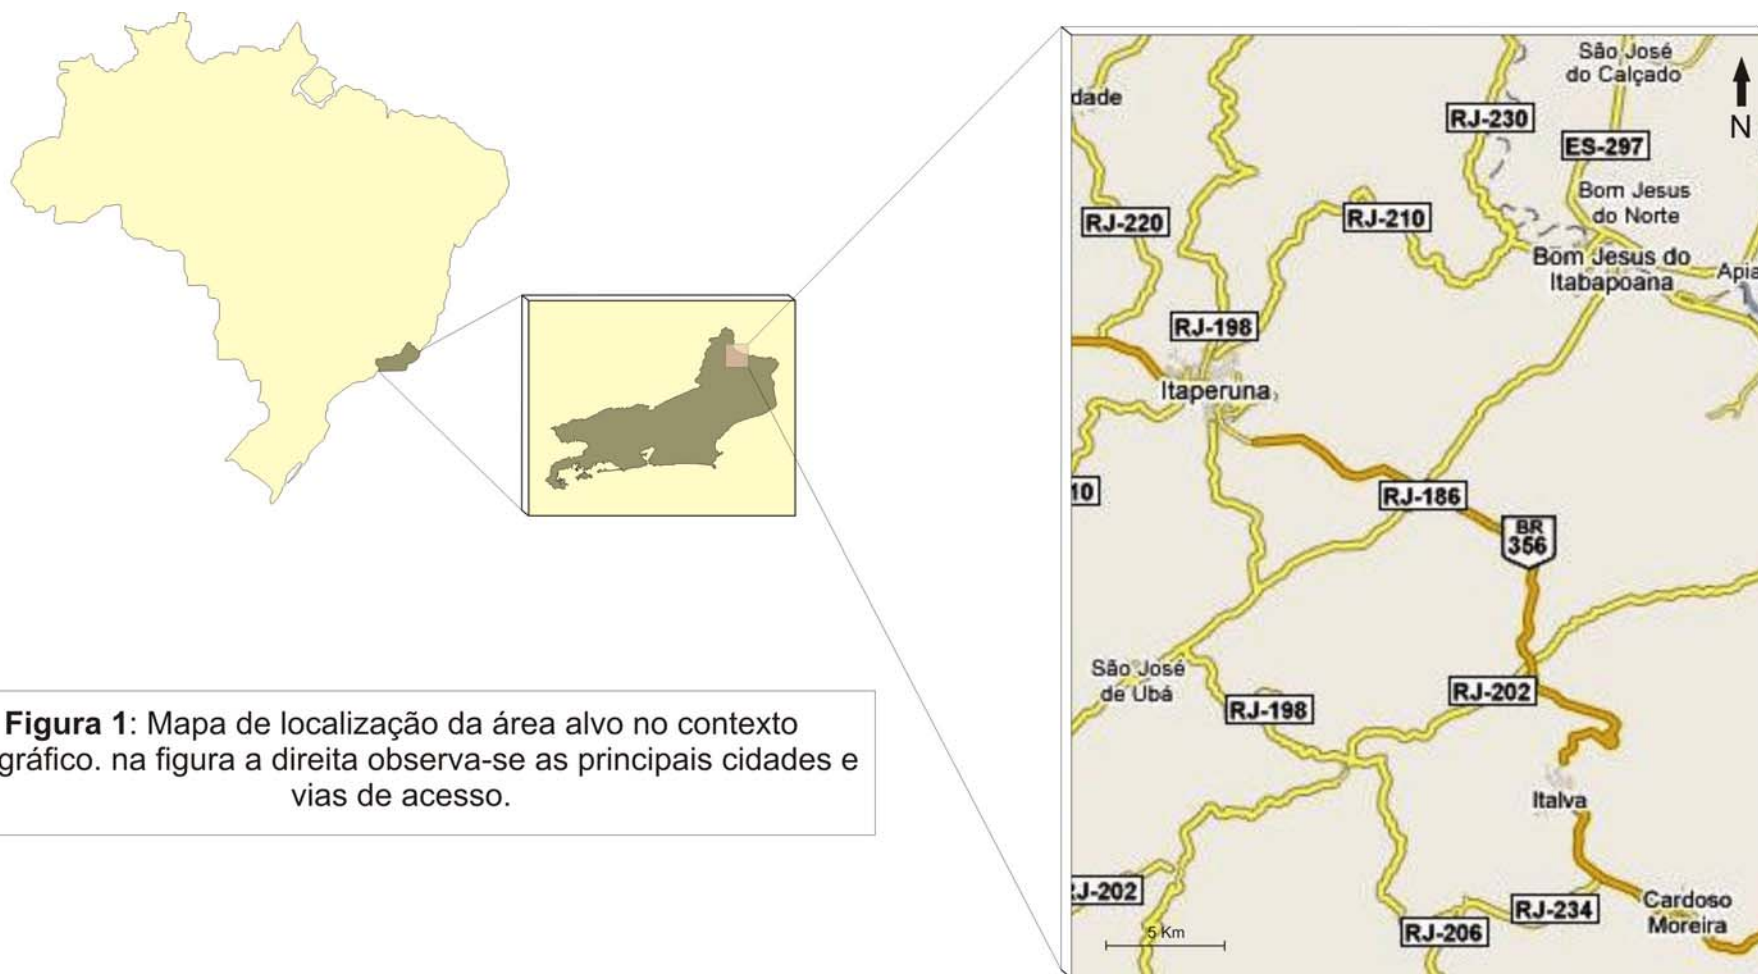 São José
do Calçado
dade
N
RJ-230
ES-297
Bom Jesus
do Norte
RJ-220
RJ-210
Bom Jesus do
Itabapoana
Apia
RJ-198
Itaperuna
10
RJ-186
BR
356
São José
de Ubá
RJ-202
RJ-198
Figura 1: Mapa de localização da área alvo no contexto
gráfico. na figura a direita observa-se as principais cidades e
vias de acesso.
Italva
RJ-202
RJ-234
Cardoso
Moreira
RJ-206
5 Km